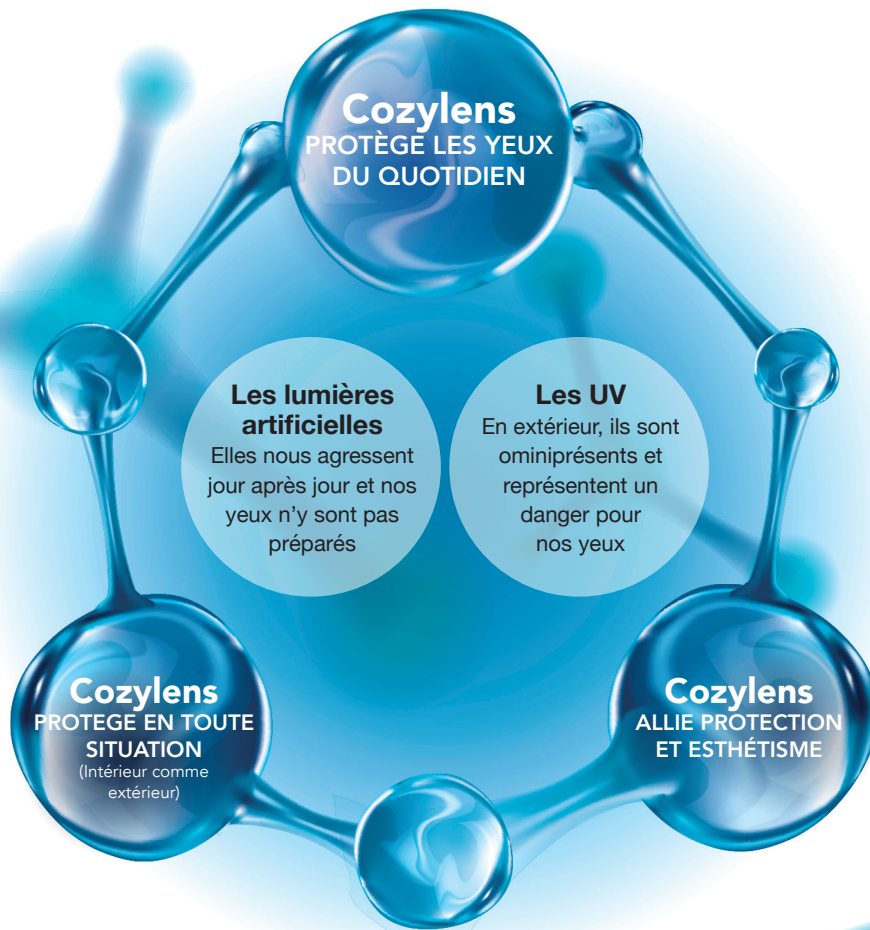 Cozylens
PROTÈGE LES YEUX
DU QUOTIDIEN
Les lumières
artificielles
Elles nous agressent
jour après jour et nos
yeux n'y sont pas
préparés
Les UV
En extérieur, ils sont
ominiprésents et
représentent un
danger pour
nos yeux
Cozylens
PROTEGE EN TOUTE
SITUATION
(Intérieur comme
extérieur)
Cozylens
ALLIE PROTECTION
ET ESTHÉTISME